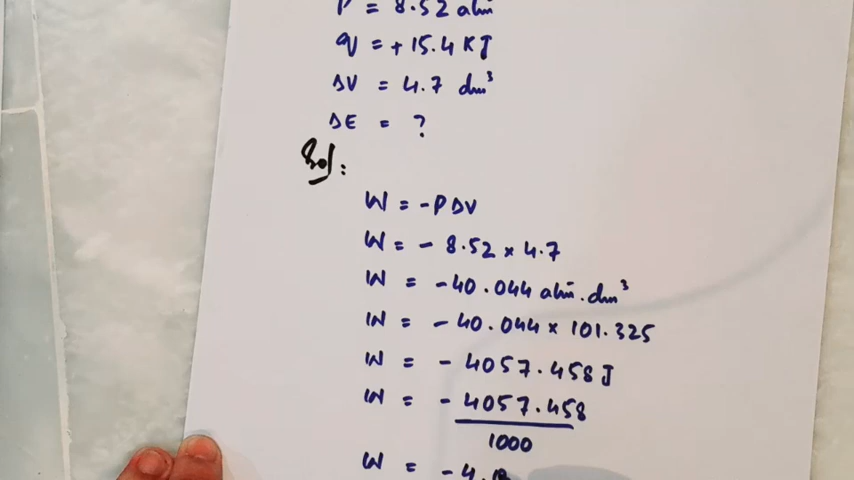 P = 8.52 atm
q = + 15.4 KJ
ΔV = 4.7 dm³
ΔE = ?
Sol:
W = -PΔV
W = - 8.52 × 4.7
W = -40.044 atm.dm³
W = -40.044 × 101.325
W = - 4057.458 J
W = - 4057.458
1000
W = -4.